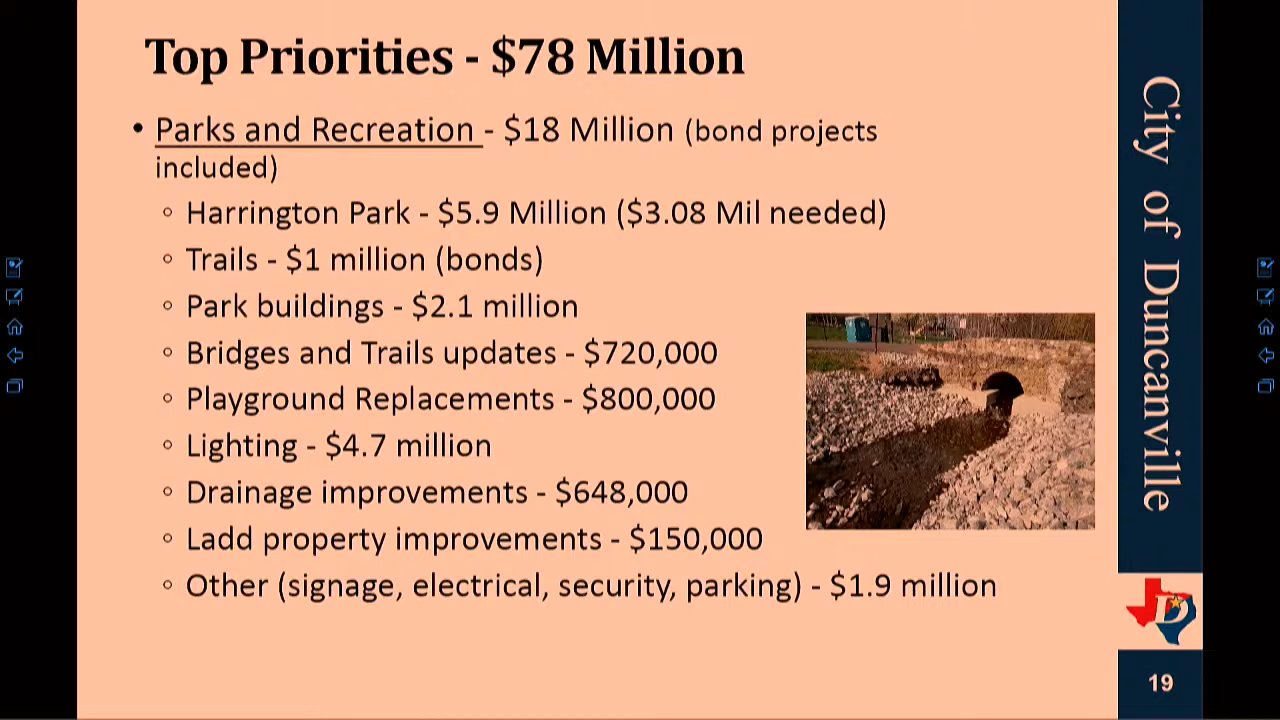 Top Priorities - $78 Million
• Parks and Recreation - $18 Million (bond projects
included)
◦ Harrington Park - $5.9 Million ($3.08 Mil needed)
◦ Trails - $1 million (bonds)
◦ Park buildings - $2.1 million
◦ Bridges and Trails updates - $720,000
◦ Playground Replacements - $800,000
◦ Lighting - $4.7 million
◦ Drainage improvements - $648,000
◦ Ladd property improvements - $150,000
◦ Other (signage, electrical, security, parking) - $1.9 million
City of Duncanville
D
19